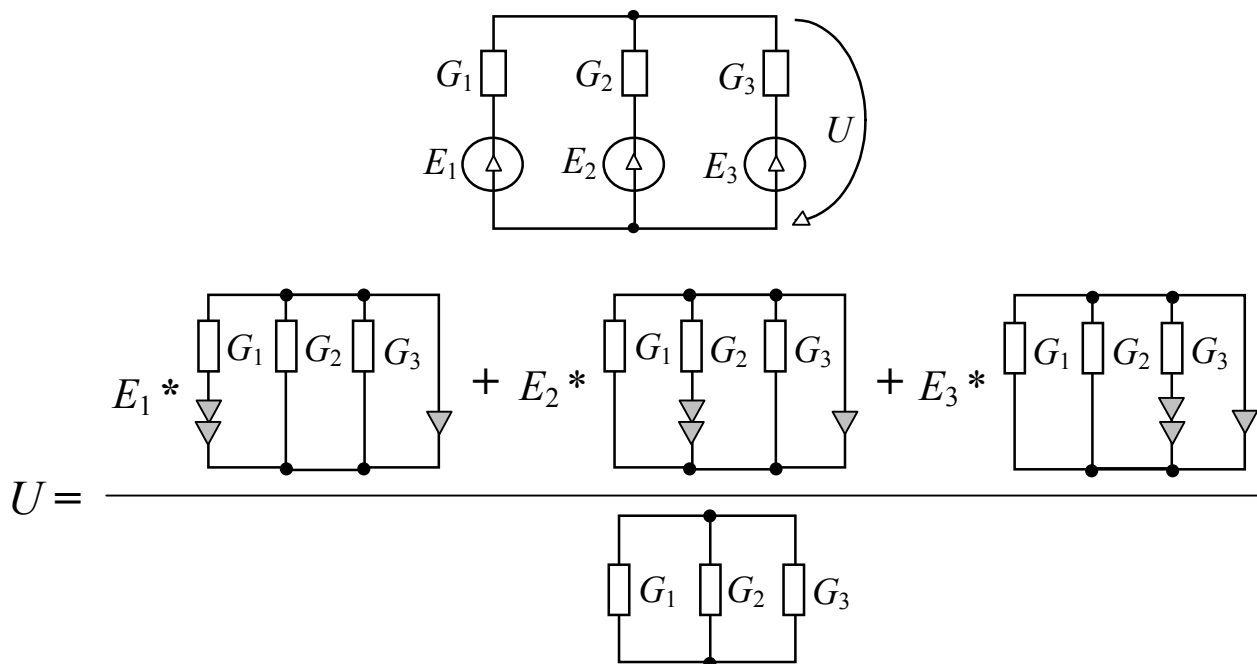 G1 G2 G3
U
E1 E2 E3
G1 G2 G3 G1 G2 G3 G1 G2 G3
E1 * + E2 * + E3 *
U =
G1 G2 G3